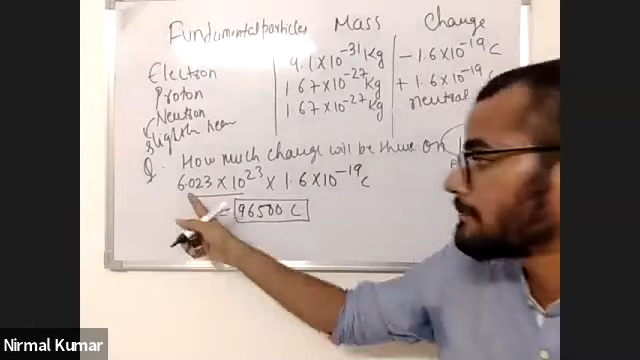 Fundamental particles Mass Charge
Electron 9.1 × 10⁻³¹ Kg − 1.6 × 10⁻¹⁹ C
Proton 1.67 × 10⁻²⁷ Kg + 1.6 × 10⁻¹⁹ C
Neutron 1.67 × 10⁻²⁷ Kg neutral
Slightly
Q. How much charge will be there on
6.023 × 10²³ × 1.6 × 10⁻¹⁹ C
= 96500 C
Nirmal Kumar